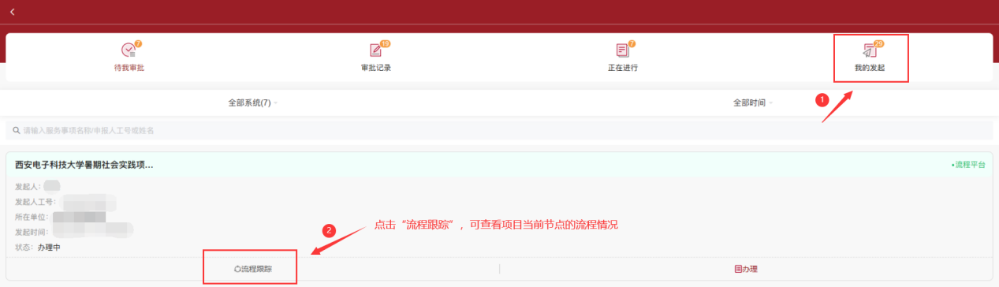 7
19
7
29
待我审批
审批记录
正在进行
我的发起
全部系统(7)
全部时间
1
请输入服务事项名称/申报人工号或姓名
西安电子科技大学暑期社会实践项...
•流程平台
发起人：
发起人工号：
所在单位：
发起时间：
状态：办理中
2
点击“流程跟踪”，可查看项目当前节点的流程情况
流程跟踪
办理